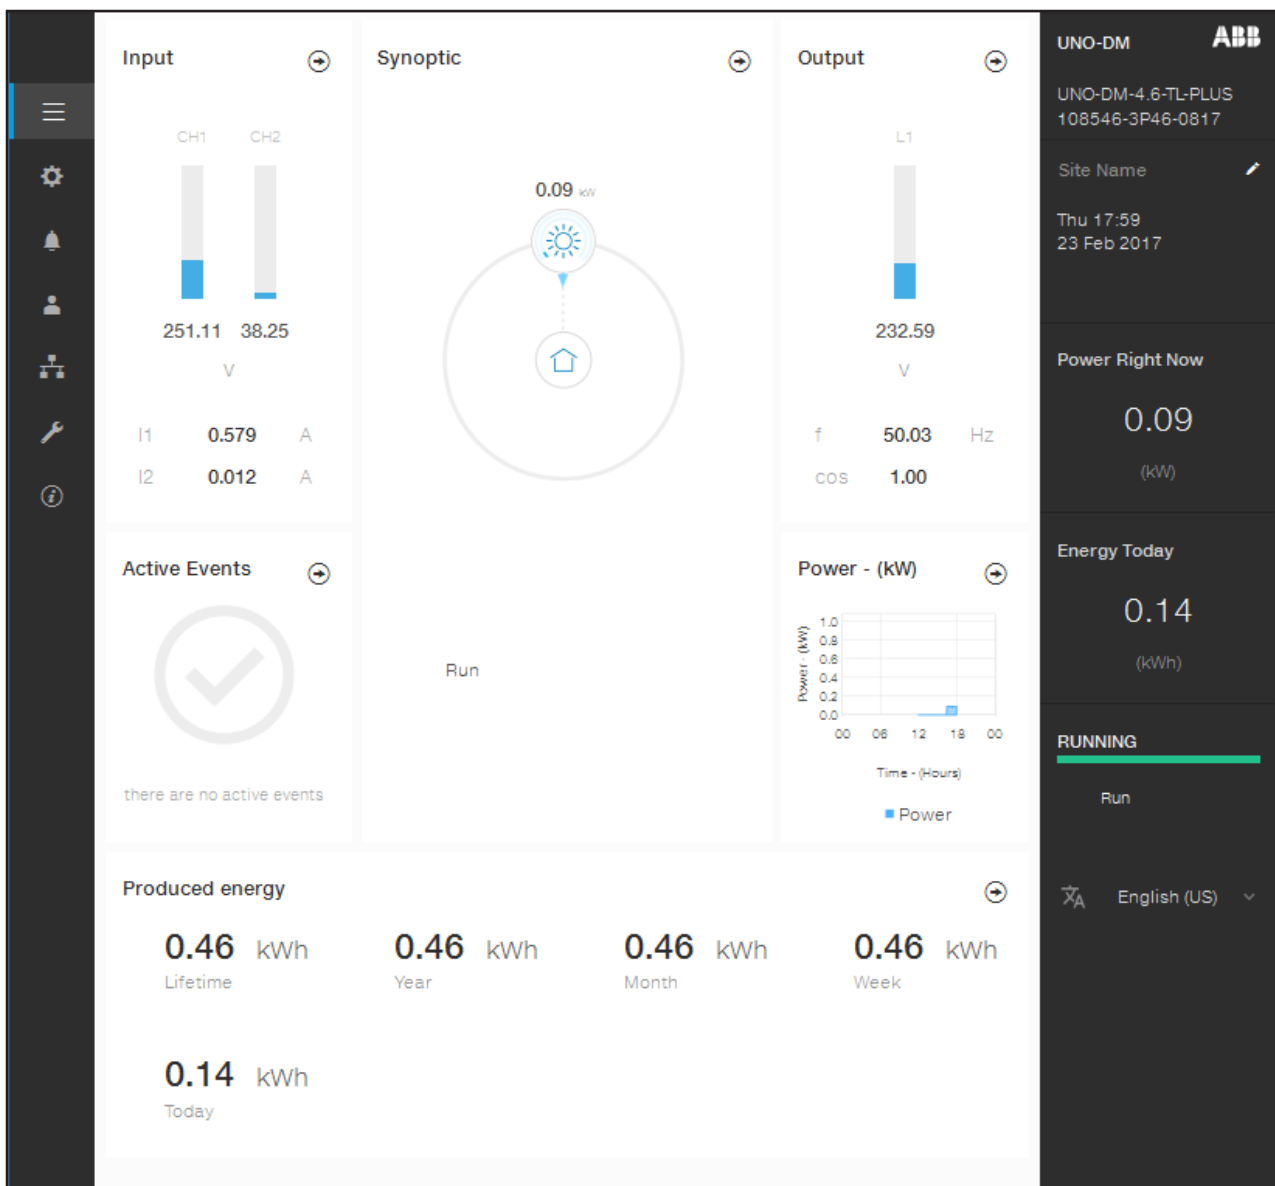 Input
CH1 CH2
251.11 38.25
V
I1 0.579 A
I2 0.012 A
Synoptic
0.09 kW
Run
Output
L1
232.59
V
f 50.03 Hz
cos 1.00
Active Events
there are no active events
Power - (kW)
Power - (kW)
1.0
0.8
0.6
0.4
0.2
0.0
00 06 12 18 00
Time - (Hours)
Power
Produced energy
0.46 kWh
Lifetime
0.46 kWh
Year
0.46 kWh
Month
0.46 kWh
Week
0.14 kWh
Today
UNO-DM ABB
UNO-DM-4.6-TL-PLUS
108546-3P46-0817
Site Name
Thu 17:59
23 Feb 2017
Power Right Now
0.09
(kW)
Energy Today
0.14
(kWh)
RUNNING
Run
English (US)